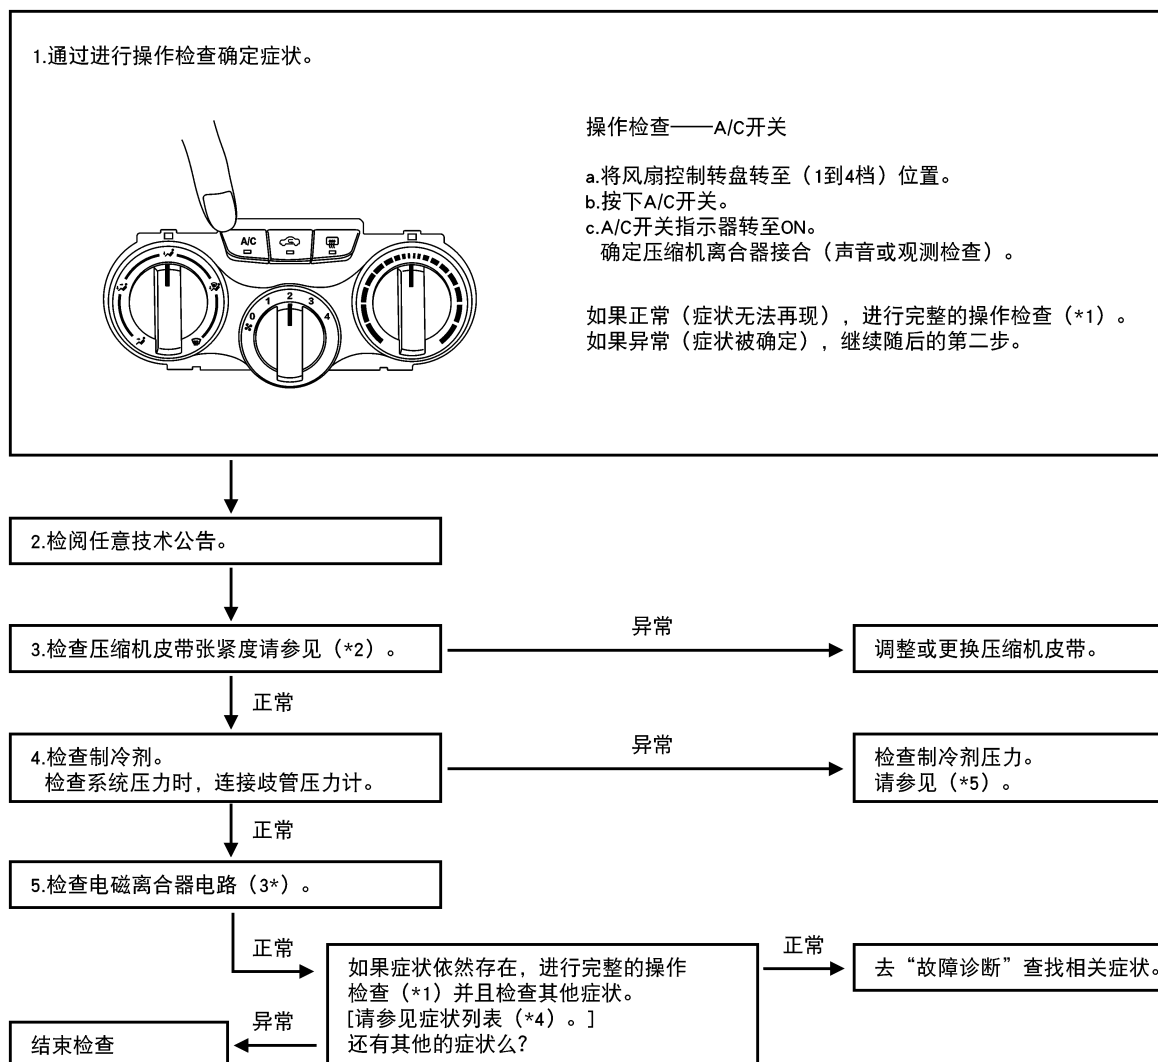 1.通过进行操作检查确定症状。
操作检查——A/C开关
a.将风扇控制转盘转至（1到4档）位置。
b.按下A/C开关。
c.A/C开关指示器转至ON。
确定压缩机离合器接合（声音或观测检查）。
如果正常（症状无法再现），进行完整的操作检查（*1）。
如果异常（症状被确定），继续随后的第二步。
A/C
0 1 2 3 4
2.检阅任意技术公告。
3.检查压缩机皮带张紧度请参见（*2）。
异常
调整或更换压缩机皮带。
正常
4.检查制冷剂。
检查系统压力时，连接歧管压力计。
异常
检查制冷剂压力。
请参见（*5）。
正常
5.检查电磁离合器电路（3*）。
正常
如果症状依然存在，进行完整的操作
检查（*1）并且检查其他症状。
[请参见症状列表（*4）。]
还有其他的症状么?
正常
去“故障诊断”查找相关症状。
异常
结束检查